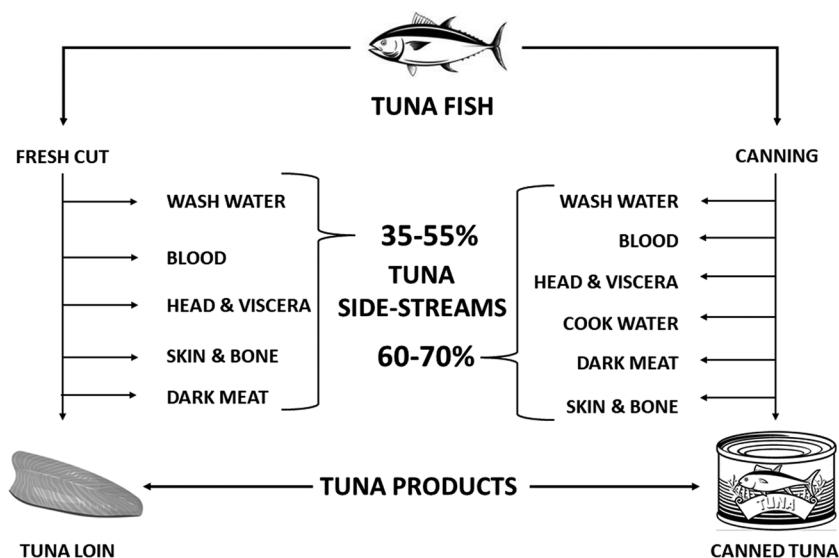 TUNA FISH
FRESH CUT
WASH WATER
BLOOD
HEAD & VISCERA
SKIN & BONE
DARK MEAT
35-55%
TUNA
SIDE-STREAMS
60-70%
CANNING
WASH WATER
BLOOD
HEAD & VISCERA
COOK WATER
DARK MEAT
SKIN & BONE
TUNA PRODUCTS
TUNA LOIN
TUNA
CANNED TUNA